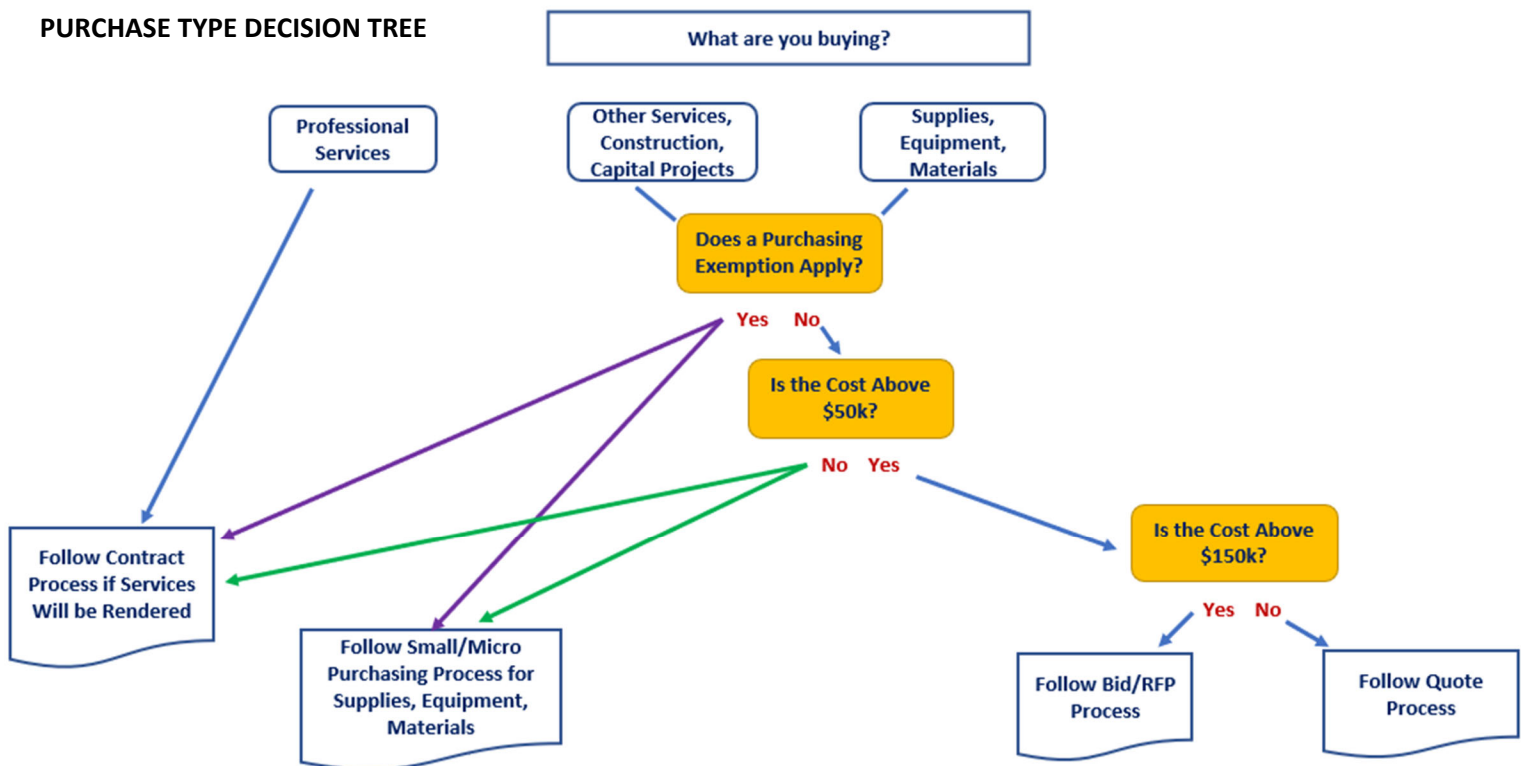 PURCHASE TYPE DECISION TREE
What are you buying?
Professional
Services
Other Services,
Construction,
Capital Projects
Supplies,
Equipment,
Materials
Does a Purchasing
Exemption Apply?
Yes No
Is the Cost Above
$50k?
No Yes
Is the Cost Above
$150k?
Yes No
Follow Contract
Process if Services
Will be Rendered
Follow Small/Micro
Purchasing Process for
Supplies, Equipment,
Materials
Follow Bid/RFP
Process
Follow Quote
Process